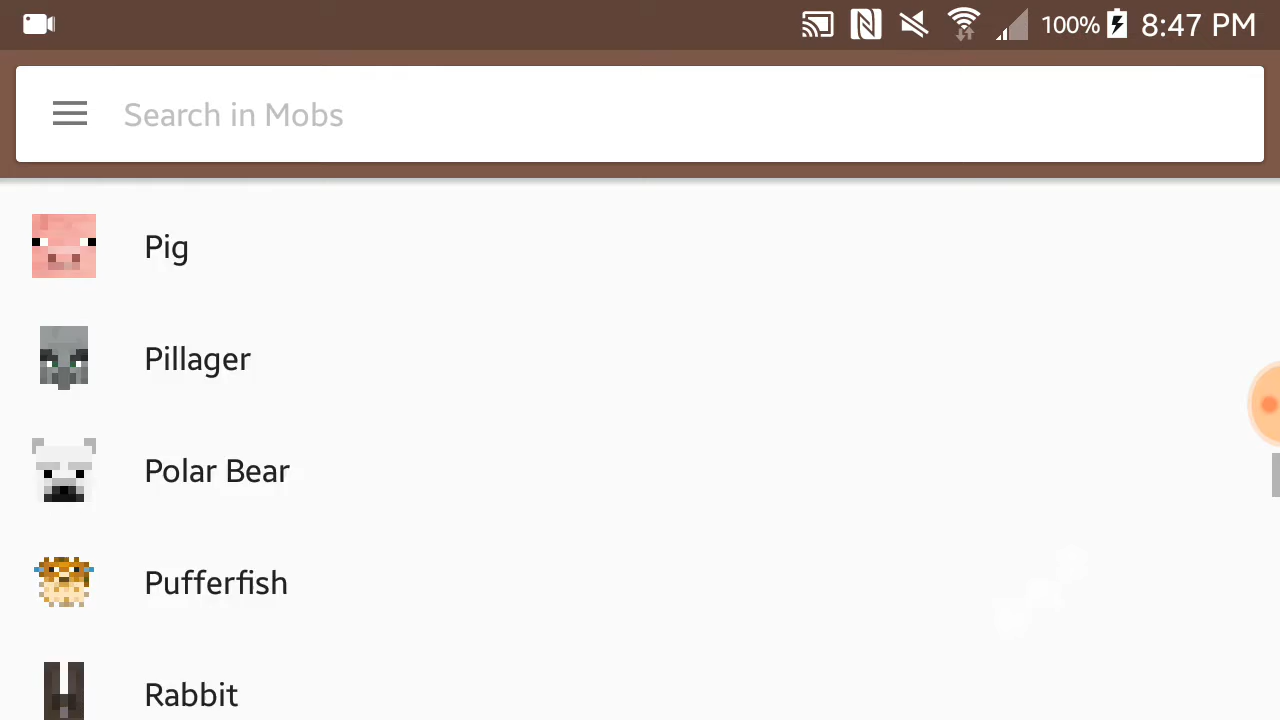 100% 8:47 PM
Search in Mobs
Pig
Pillager
Polar Bear
Pufferfish
Rabbit